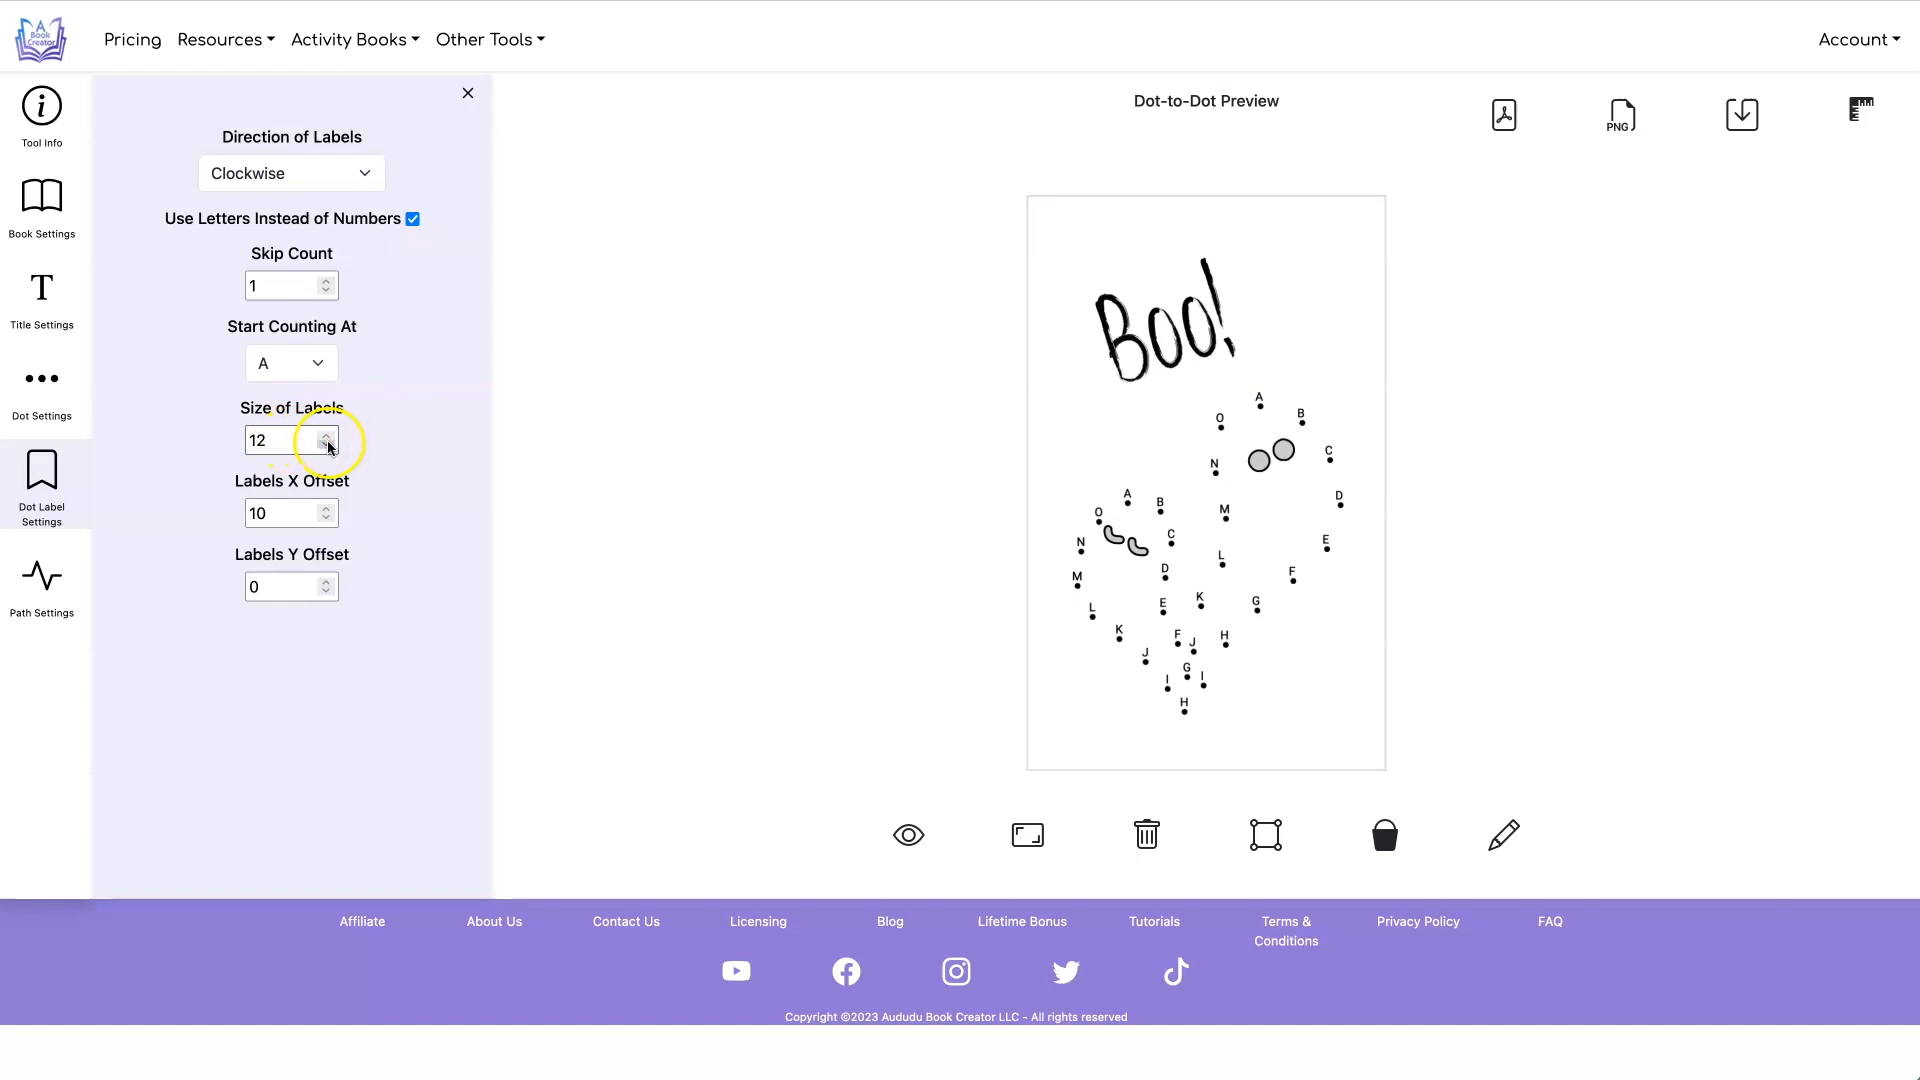 A
Book
Creator
Pricing
Resources
Activity Books
Other Tools
Account
Tool Info
Book Settings
Title Settings
Dot Settings
Dot Label
Settings
Path Settings
Direction of Labels
Clockwise
Use Letters Instead of Numbers
Skip Count
1
Start Counting At
A
Size of Labels
12
Labels X Offset
10
Labels Y Offset
0
Dot-to-Dot Preview
PNG
Boo!
A
O
B
C
N
D
A
B
M
O
C
E
N
L
D
F
M
K
G
E
L
K
F
J
H
J
G
I
I
H
Affiliate
About Us
Contact Us
Licensing
Blog
Lifetime Bonus
Tutorials
Terms &
Conditions
Privacy Policy
FAQ
Copyright ©2023 Aududu Book Creator LLC - All rights reserved